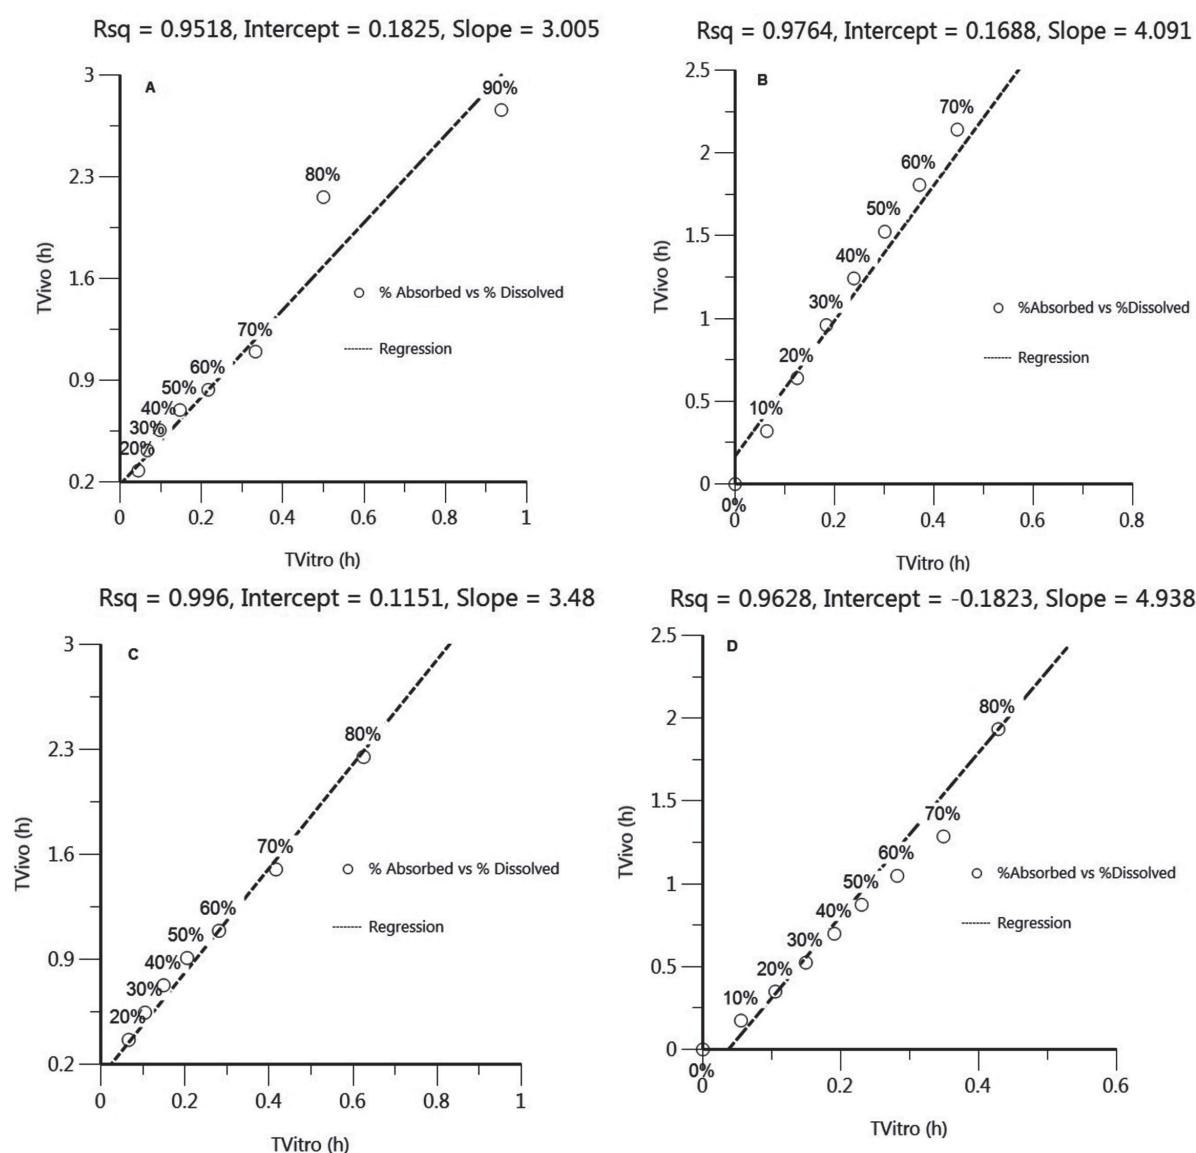 Rsq = 0.9518, Intercept = 0.1825, Slope = 3.005
A
3
2.3
1.6
0.9
0.2
TVivo (h)
90%
80%
70%
60%
50%
40%
30%
20%
% Absorbed vs % Dissolved
Regression
0 0.2 0.4 0.6 0.8 1
TVitro (h)
Rsq = 0.9764, Intercept = 0.1688, Slope = 4.091
B
2.5
2
1.5
1
0.5
0
TVivo (h)
70%
60%
50%
40%
30%
20%
10%
0%
%Absorbed vs %Dissolved
Regression
0 0.2 0.4 0.6 0.8
TVitro (h)
Rsq = 0.996, Intercept = 0.1151, Slope = 3.48
C
3
2.3
1.6
0.9
0.2
TVivo (h)
80%
70%
60%
50%
40%
30%
20%
% Absorbed vs % Dissolved
Regression
0 0.2 0.4 0.6 0.8 1
TVitro (h)
Rsq = 0.9628, Intercept = -0.1823, Slope = 4.938
D
2.5
2
1.5
1
0.5
0
TVivo (h)
80%
70%
60%
50%
40%
30%
20%
10%
0%
%Absorbed vs %Dissolved
Regression
0 0.2 0.4 0.6
TVitro (h)